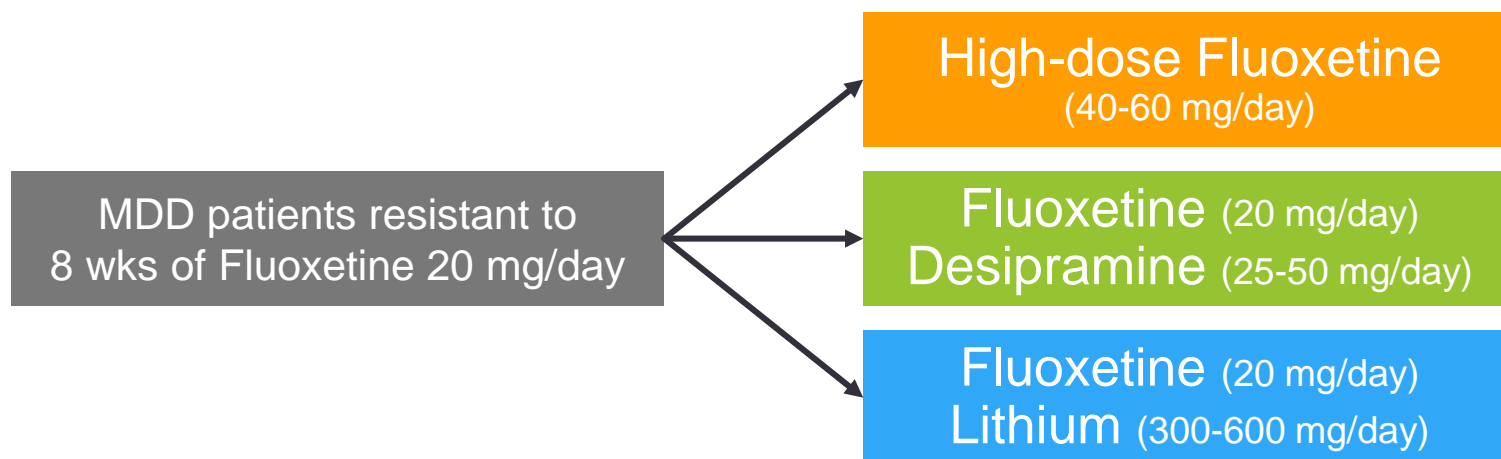 MDD patients resistant to
8 wks of Fluoxetine 20 mg/day
High-dose Fluoxetine
(40-60 mg/day)
Fluoxetine (20 mg/day)
Desipramine (25-50 mg/day)
Fluoxetine (20 mg/day)
Lithium (300-600 mg/day)